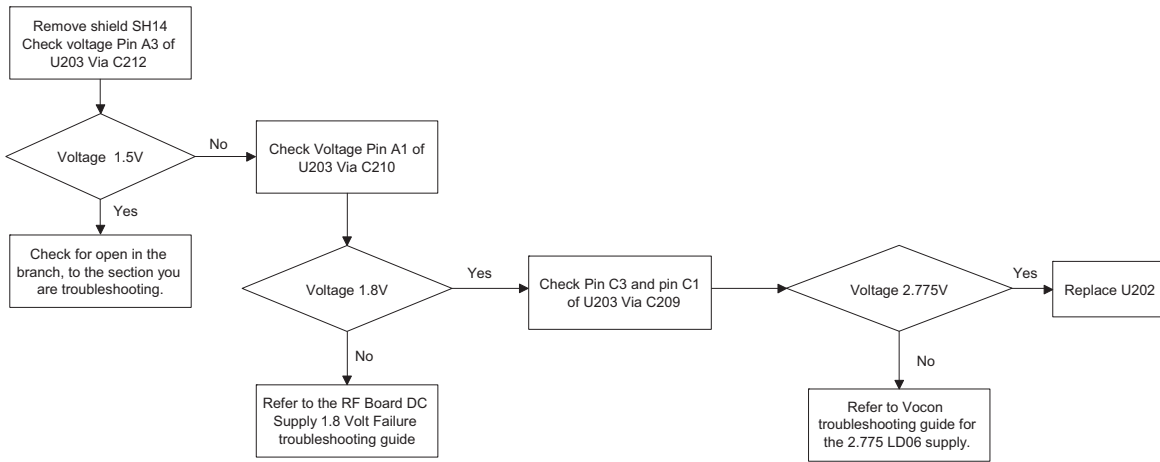 Remove shield SH14
Check voltage Pin A3 of
U203 Via C212
Voltage 1.5V
No
Yes
Check for open in the
branch, to the section you
are troubleshooting.
Check Voltage Pin A1 of
U203 Via C210
Voltage 1.8V
Yes
No
Refer to the RF Board DC
Supply 1.8 Volt Failure
troubleshooting guide
Check Pin C3 and pin C1
of U203 Via C209
Voltage 2.775V
Yes
Replace U202
No
Refer to Vocon
troubleshooting guide for
the 2.775 LD06 supply.